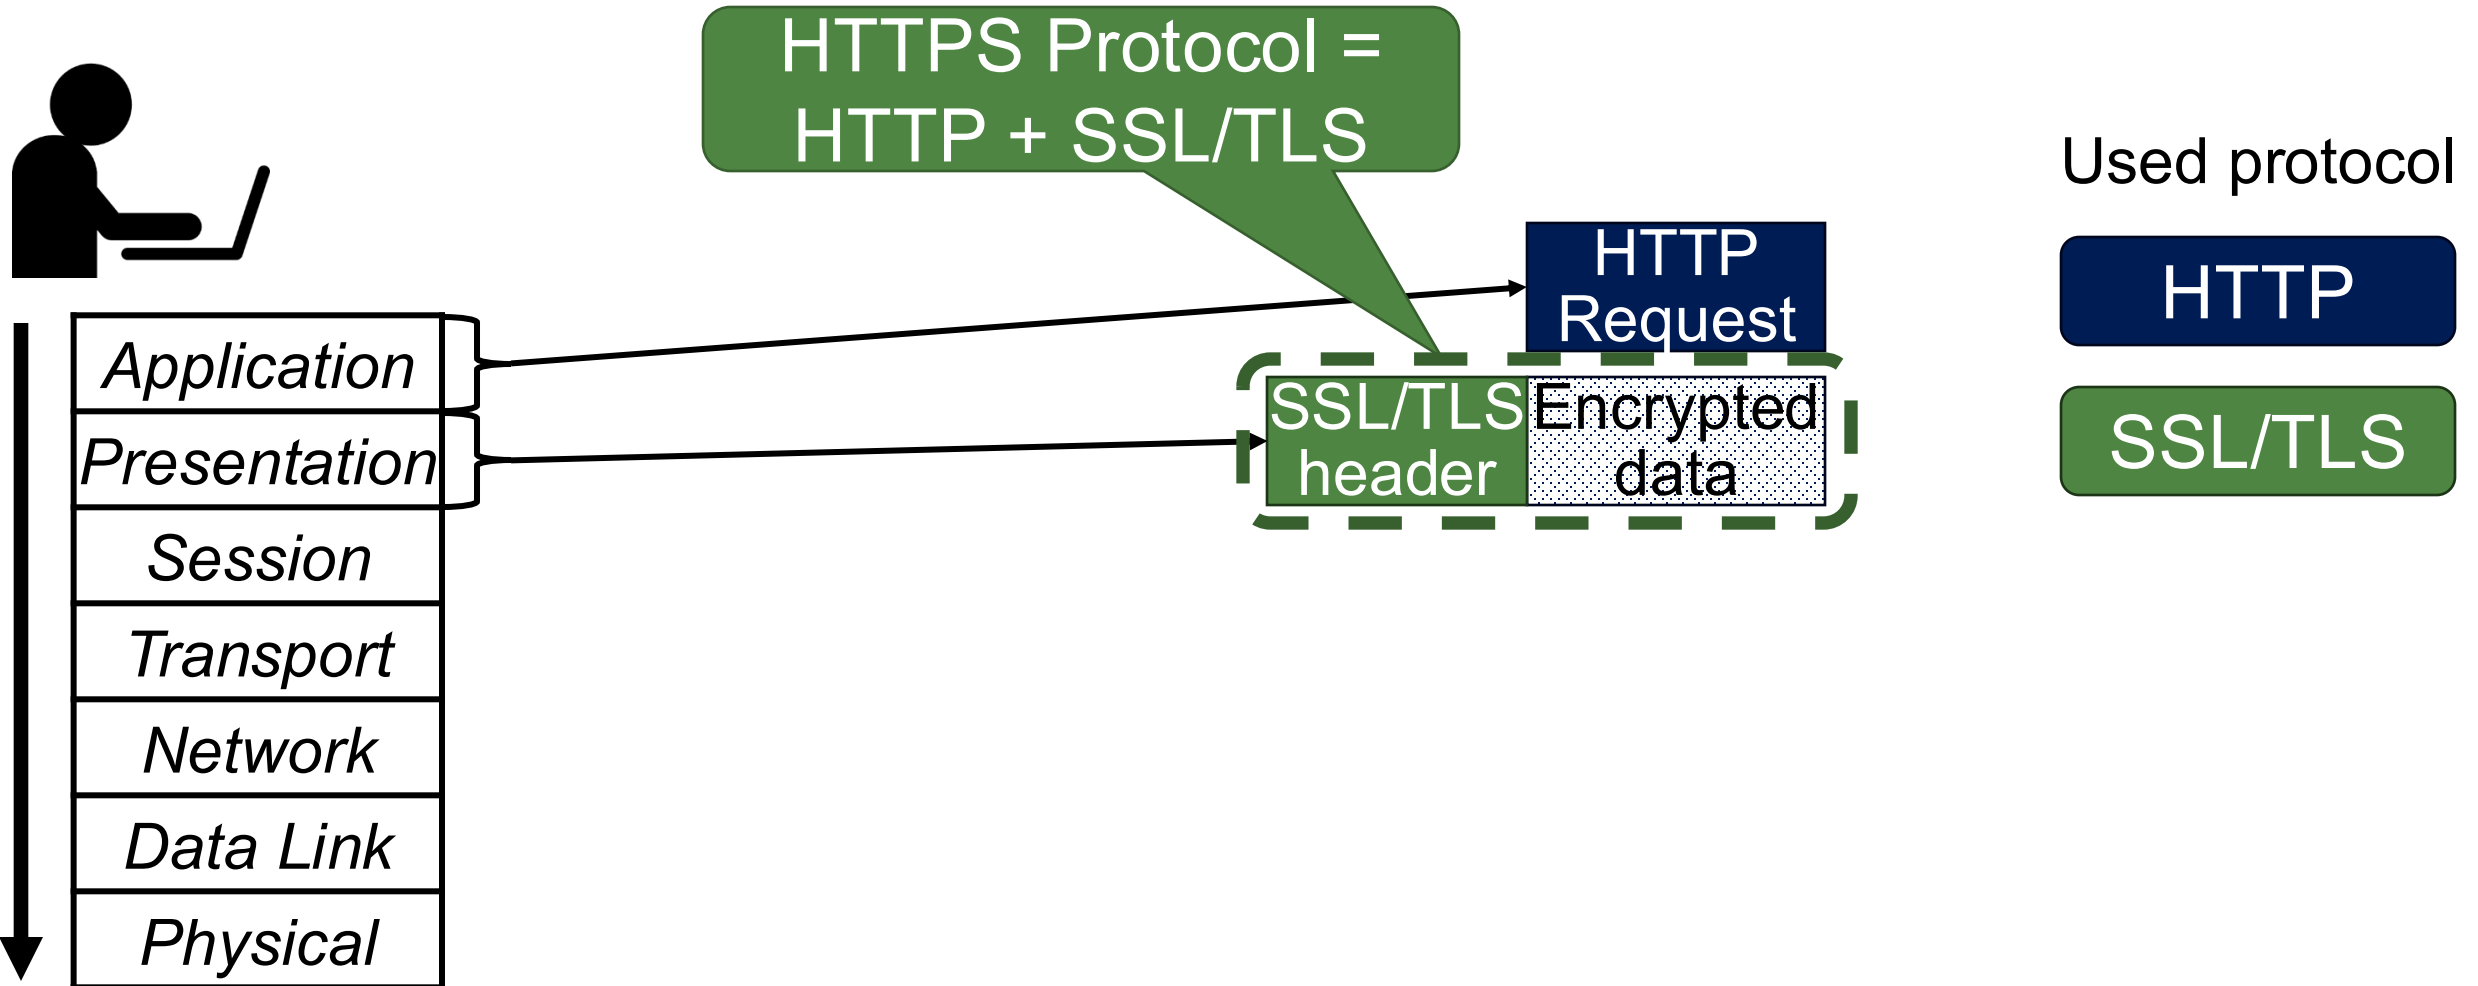 HTTPS Protocol =
HTTP + SSL/TLS
Used protocol
HTTP
Request
HTTP
Application
SSL/TLS
header
Encrypted
data
SSL/TLS
Presentation
Session
Transport
Network
Data Link
Physical